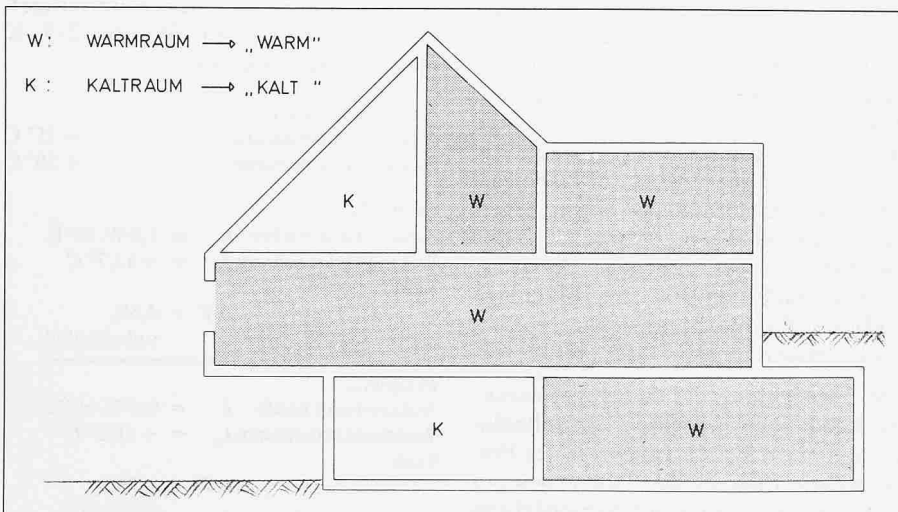 W: WARMRAUM → „WARM"
K : KALTRAUM → „KALT "
K
W
W
W
K
W